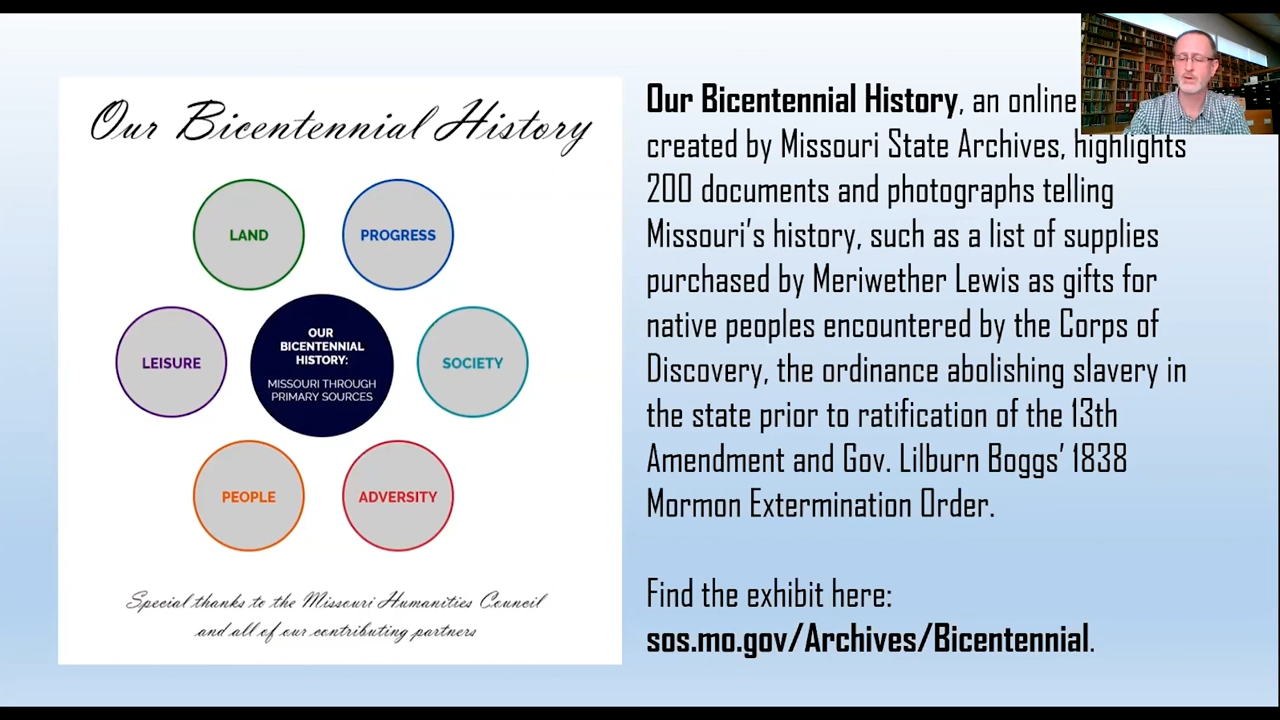 Our Bicentennial History
LAND
PROGRESS
LEISURE
OUR
BICENTENNIAL
HISTORY:
MISSOURI THROUGH
PRIMARY SOURCES
SOCIETY
PEOPLE
ADVERSITY
Special thanks to the Missouri Humanities Council
and all of our contributing partners
Our Bicentennial History, an online
created by Missouri State Archives, highlights
200 documents and photographs telling
Missouri's history, such as a list of supplies
purchased by Meriwether Lewis as gifts for
native peoples encountered by the Corps of
Discovery, the ordinance abolishing slavery in
the state prior to ratification of the 13th
Amendment and Gov. Lilburn Boggs' 1838
Mormon Extermination Order.
Find the exhibit here:
sos.mo.gov/Archives/Bicentennial.